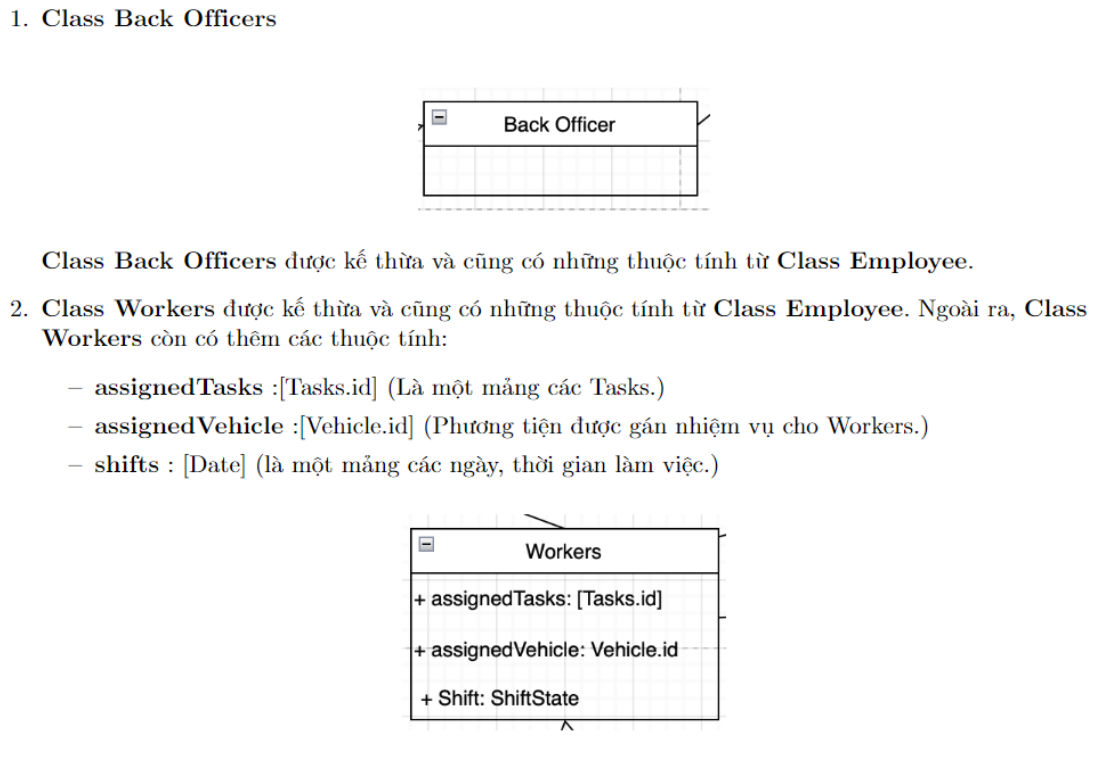 1. Class Back Officers
Back Officer
Class Back Officers được kế thừa và cũng có những thuộc tính từ Class Employee.
2. Class Workers được kế thừa và cũng có những thuộc tính từ Class Employee. Ngoài ra, Class
Workers còn có thêm các thuộc tính:
– assignedTasks :[Tasks.id] (Là một mảng các Tasks.)
– assignedVehicle :[Vehicle.id] (Phương tiện được gán nhiệm vụ cho Workers.)
– shifts : [Date] (là một mảng các ngày, thời gian làm việc.)
Workers
+ assignedTasks: [Tasks.id]
+ assignedVehicle: Vehicle.id
+ Shift: ShiftState